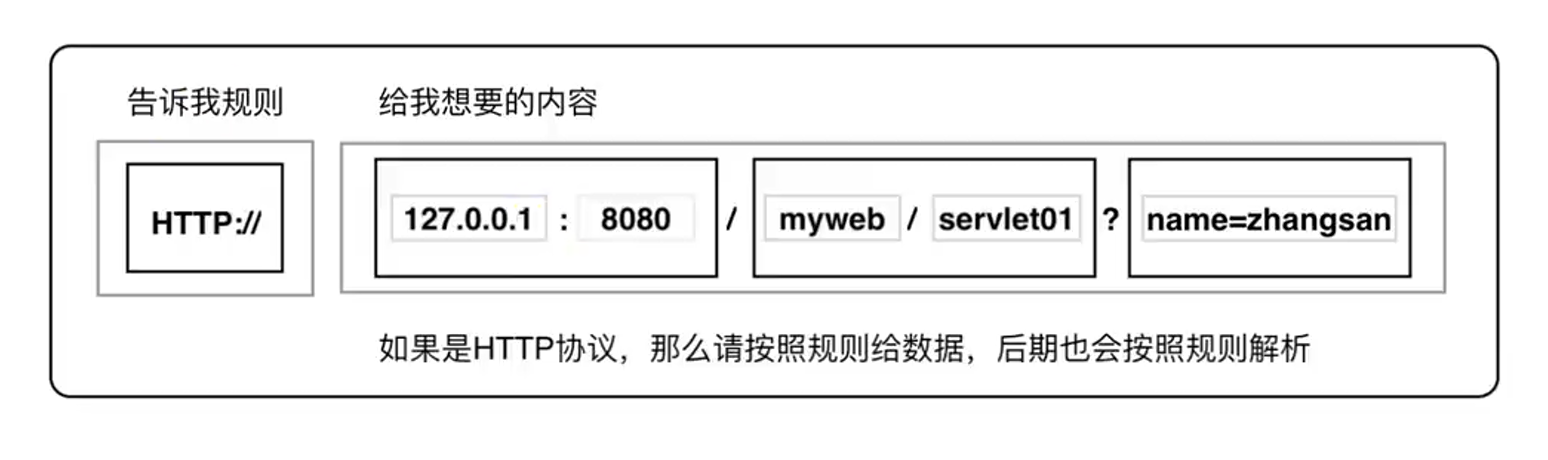 告诉我规则 给我想要的内容
HTTP:// 127.0.0.1 : 8080 / myweb / servlet01 ? name=zhangsan
如果是HTTP协议，那么请按照规则给数据，后期也会按照规则解析